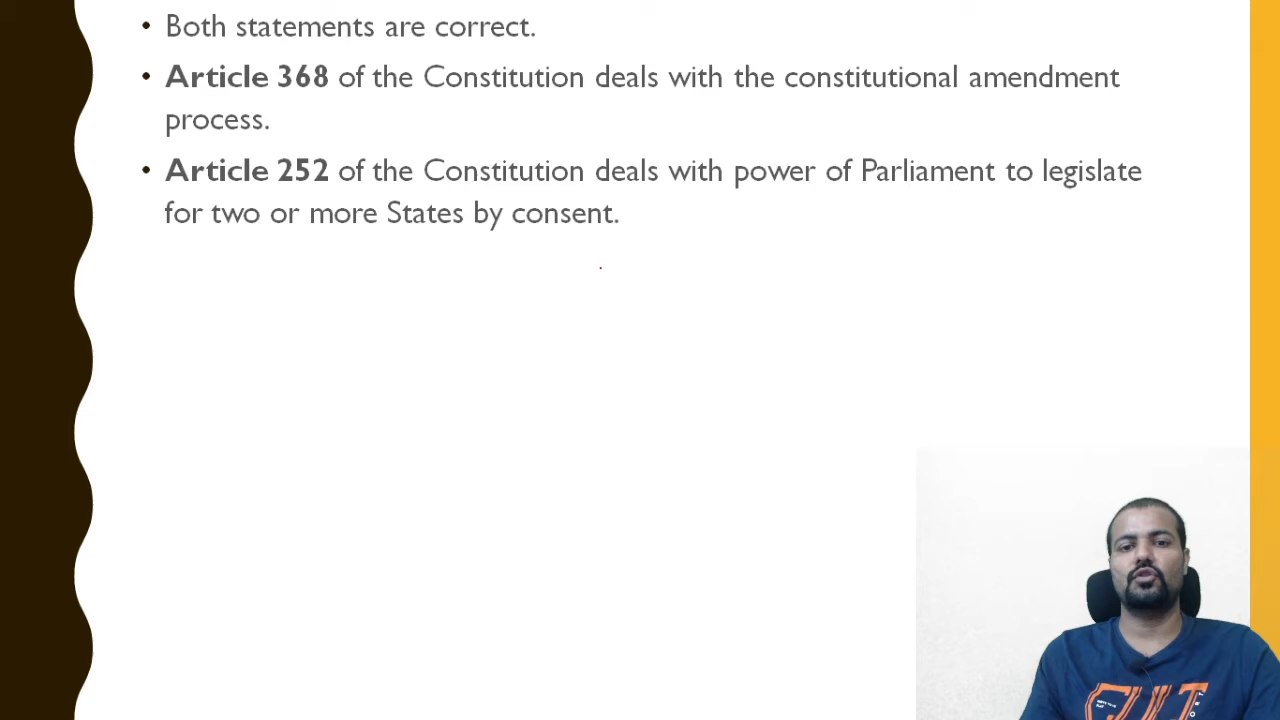 • Both statements are correct.
• Article 368 of the Constitution deals with the constitutional amendment
process.
• Article 252 of the Constitution deals with power of Parliament to legislate
for two or more States by consent.
CULT